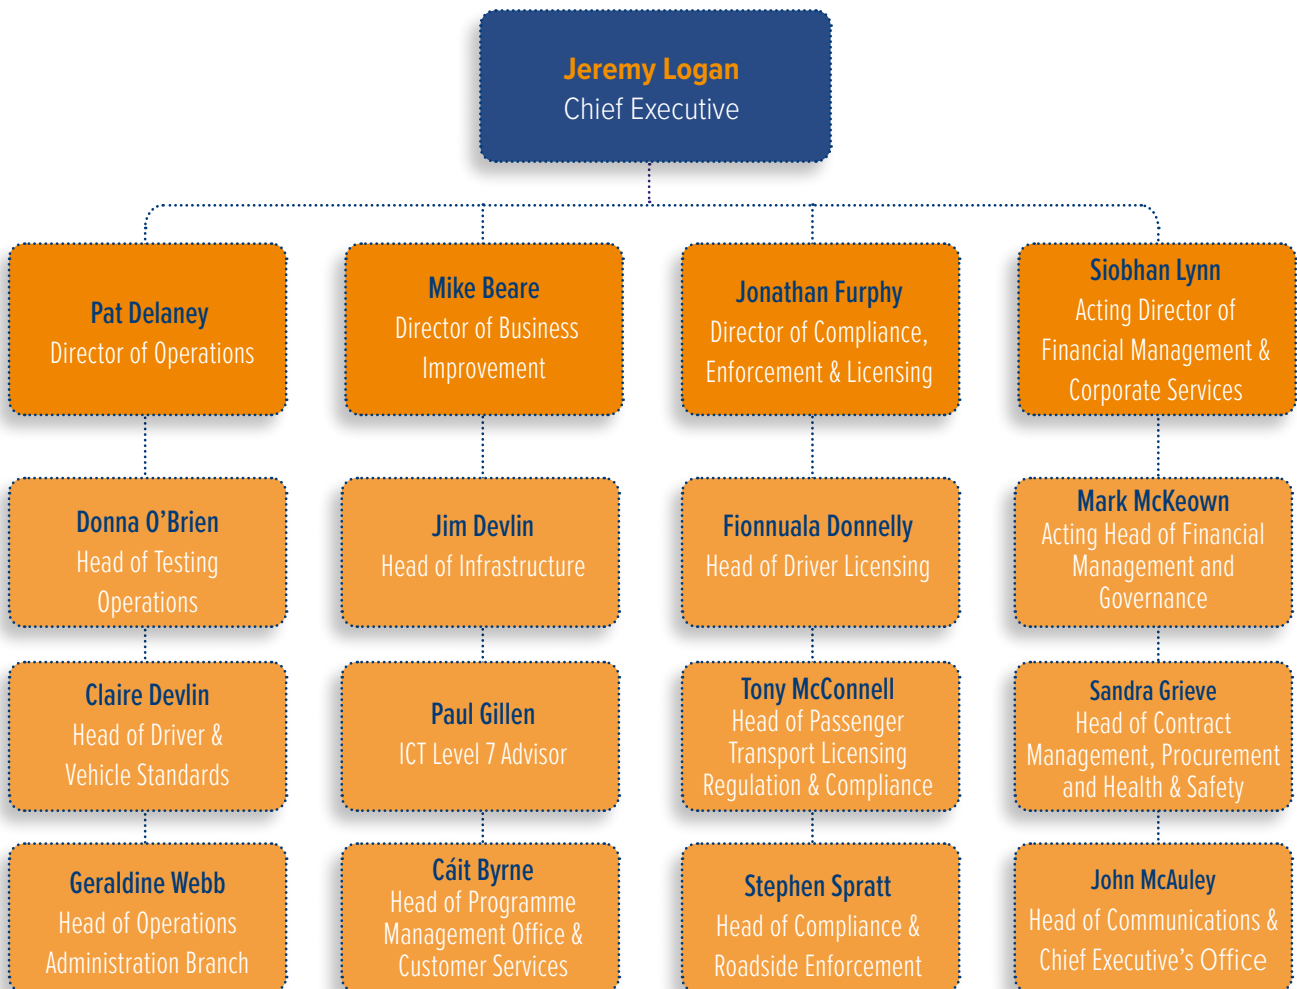 Jeremy Logan
Chief Executive
Pat Delaney
Director of Operations
Mike Beare
Director of Business
Improvement
Jonathan Furphy
Director of Compliance,
Enforcement & Licensing
Siobhan Lynn
Acting Director of
Financial Management &
Corporate Services
Donna O’Brien
Head of Testing
Operations
Jim Devlin
Head of Infrastructure
Fionnuala Donnelly
Head of Driver Licensing
Mark McKeown
Acting Head of Financial
Management and
Governance
Claire Devlin
Head of Driver &
Vehicle Standards
Paul Gillen
ICT Level 7 Advisor
Tony McConnell
Head of Passenger
Transport Licensing
Regulation & Compliance
Sandra Grieve
Head of Contract
Management, Procurement
and Health & Safety
Geraldine Webb
Head of Operations
Administration Branch
Cáit Byrne
Head of Programme
Management Office &
Customer Services
Stephen Spratt
Head of Compliance &
Roadside Enforcement
John McAuley
Head of Communications &
Chief Executive’s Office